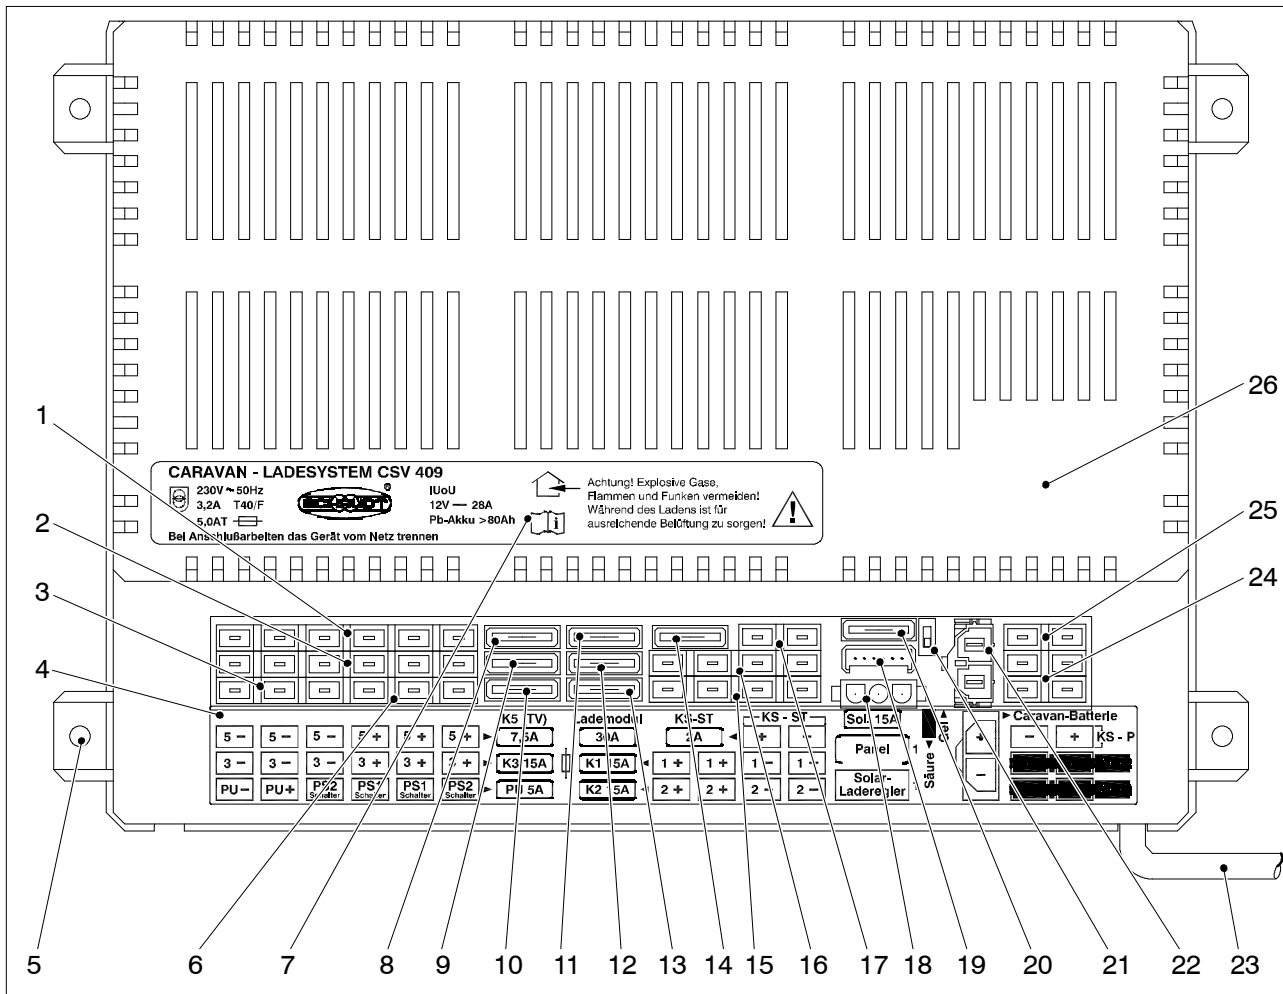 1
2
3
4
5
6
7
8
9
10
11
12
13
14
15
16
17
18
19
20
21
22
23
24
25
26
CARAVAN - LADESYSTEM CSV 409
230V ~ 50Hz
3,2A T40/F
5,0AT
®
IUoU
12V — 28A
Pb-Akku >80Ah
i
Achtung! Explosive Gase,
Flammen und Funken vermeiden!
Während des Ladens ist für
ausreichende Belüftung zu sorgen!
!
Bei Anschlußarbeiten das Gerät vom Netz trennen
K5 (TV) Lademodul KS-ST KS - ST Sol. 15A Caravan-Batterie
5 − 5 − 5 − 5 + 5 + 5 + 7,5A 30A 2A + − + − + KS - P
3 − 3 − 3 − 3 + 3 + 3 + K3 15A K1 15A 1 + 1 + 1 − 1 − Panel 1
PU − PU + PS2 Schalter PS1 Schalter PS1 Schalter PS2 Schalter PU 5A K2 15A 2 + 2 + 2 − 2 − Solar-Laderegler −
Säure Gel